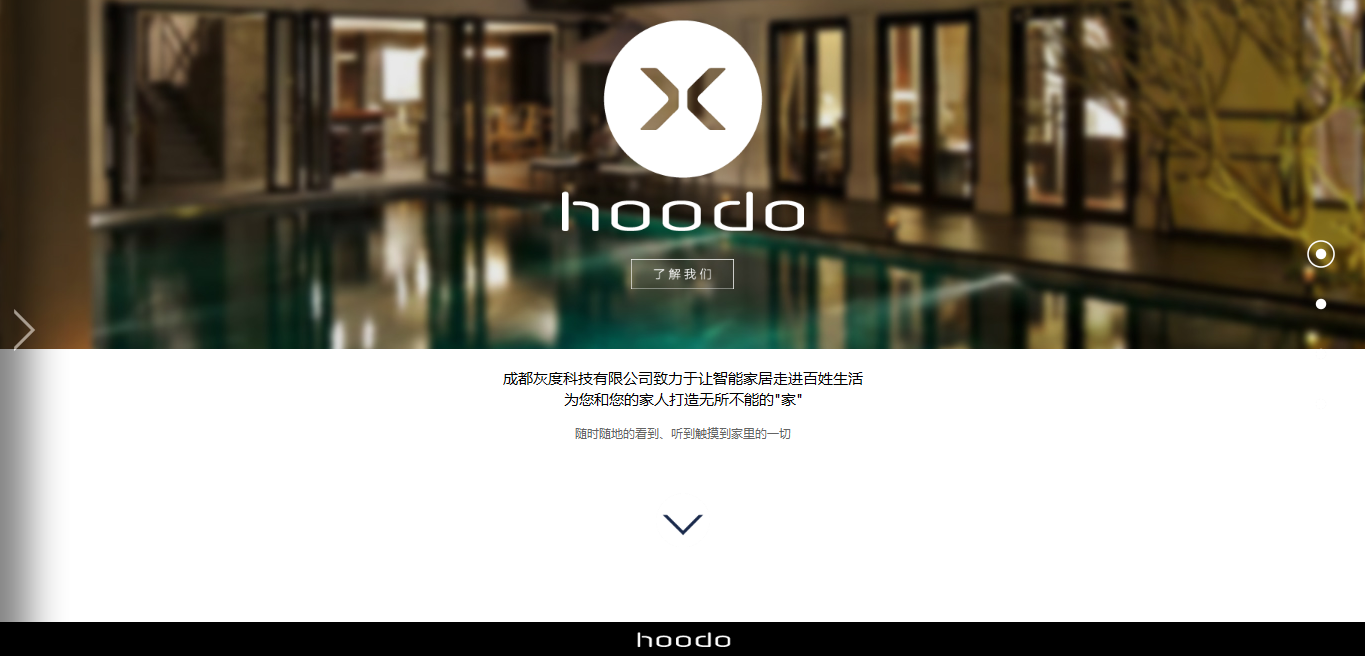 hoodo
了解我们
成都灰度科技有限公司致力于让智能家居走进百姓生活
为您和您的家人打造无所不能的"家"
随时随地的看到、听到触摸到家里的一切
hoodo